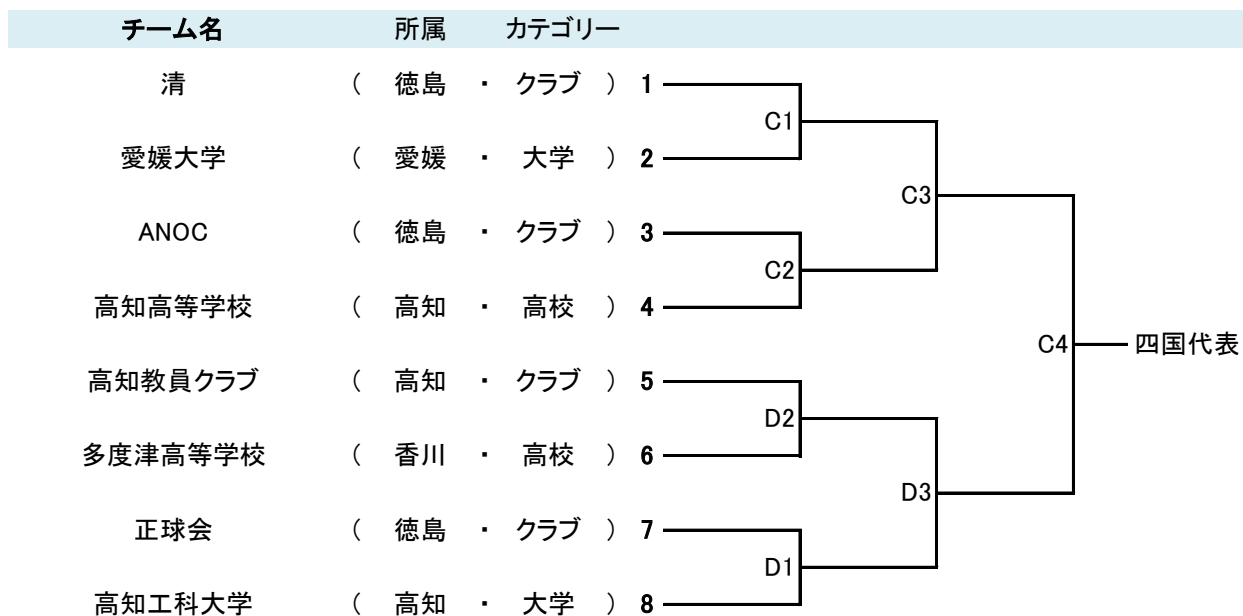 チーム名 所属 カテゴリー
清 ( 徳島 ・ クラブ ) 1
C1
愛媛大学 ( 愛媛 ・ 大学 ) 2
C3
ANOC ( 徳島 ・ クラブ ) 3
C2
高知高等学校 ( 高知 ・ 高校 ) 4
C4 四国代表
高知教員クラブ ( 高知 ・ クラブ ) 5
D2
多度津高等学校 ( 香川 ・ 高校 ) 6
D3
正球会 ( 徳島 ・ クラブ ) 7
D1
高知工科大学 ( 高知 ・ 大学 ) 8